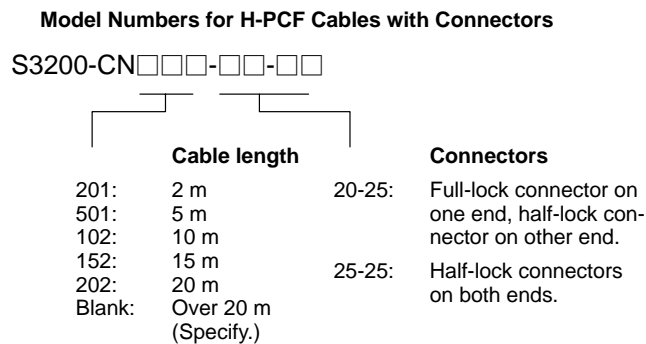 Model Numbers for H-PCF Cables with Connectors
S3200-CN□□□-□□-□□
Cable length
201: 2 m
501: 5 m
102: 10 m
152: 15 m
202: 20 m
Blank: Over 20 m
(Specify.)
Connectors
20-25: Full-lock connector on
one end, half-lock con-
nector on other end.
25-25: Half-lock connectors
on both ends.